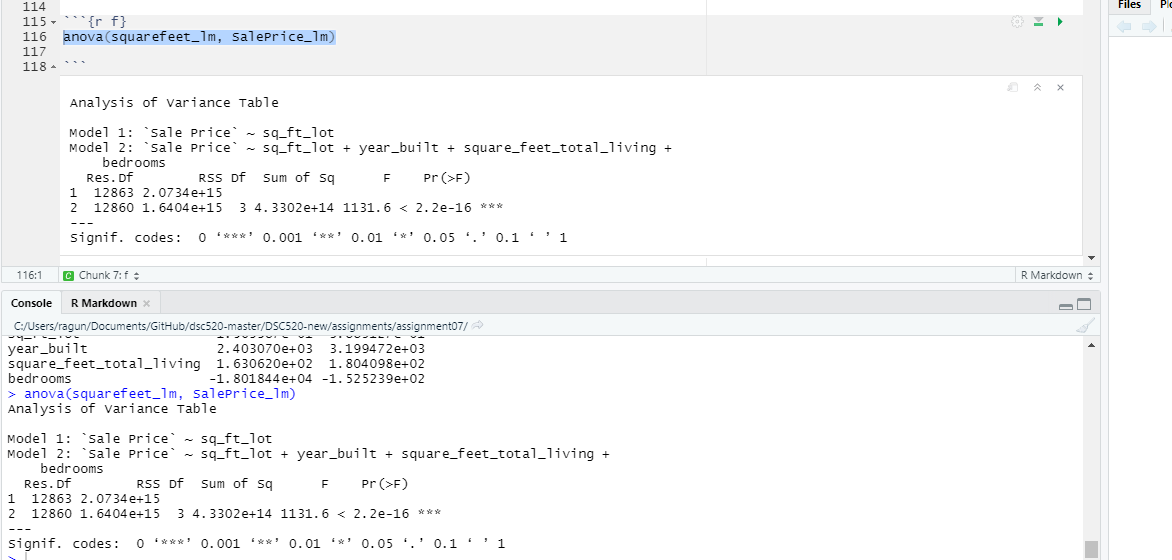 Files Pl
114
115 ```{r f}
116 anova(squarefeet_lm, SalePrice_lm)
117
118 ```
Analysis of Variance Table
Model 1: `Sale Price` ~ sq_ft_lot
Model 2: `Sale Price` ~ sq_ft_lot + year_built + square_feet_total_living +
bedrooms
Res.Df RSS Df Sum of Sq F Pr(>F)
1 12863 2.0734e+15
2 12860 1.6404e+15 3 4.3302e+14 1131.6 < 2.2e-16 ***
---
Signif. codes: 0 ‘***’ 0.001 ‘**’ 0.01 ‘*’ 0.05 ‘.’ 0.1 ‘ ’ 1
116:1 C Chunk 7: f R Markdown
Console R Markdown ×
C:/Users/ragun/Documents/GitHub/dsc520-master/DSC520-new/assignments/assignment07/
year_built 2.403070e+03 3.199472e+03
square_feet_total_living 1.630620e+02 1.804098e+02
bedrooms -1.801844e+04 -1.525239e+02
> anova(squarefeet_lm, SalePrice_lm)
Analysis of Variance Table
Model 1: `Sale Price` ~ sq_ft_lot
Model 2: `Sale Price` ~ sq_ft_lot + year_built + square_feet_total_living +
bedrooms
Res.Df RSS Df Sum of Sq F Pr(>F)
1 12863 2.0734e+15
2 12860 1.6404e+15 3 4.3302e+14 1131.6 < 2.2e-16 ***
---
Signif. codes: 0 ‘***’ 0.001 ‘**’ 0.01 ‘*’ 0.05 ‘.’ 0.1 ‘ ’ 1
>